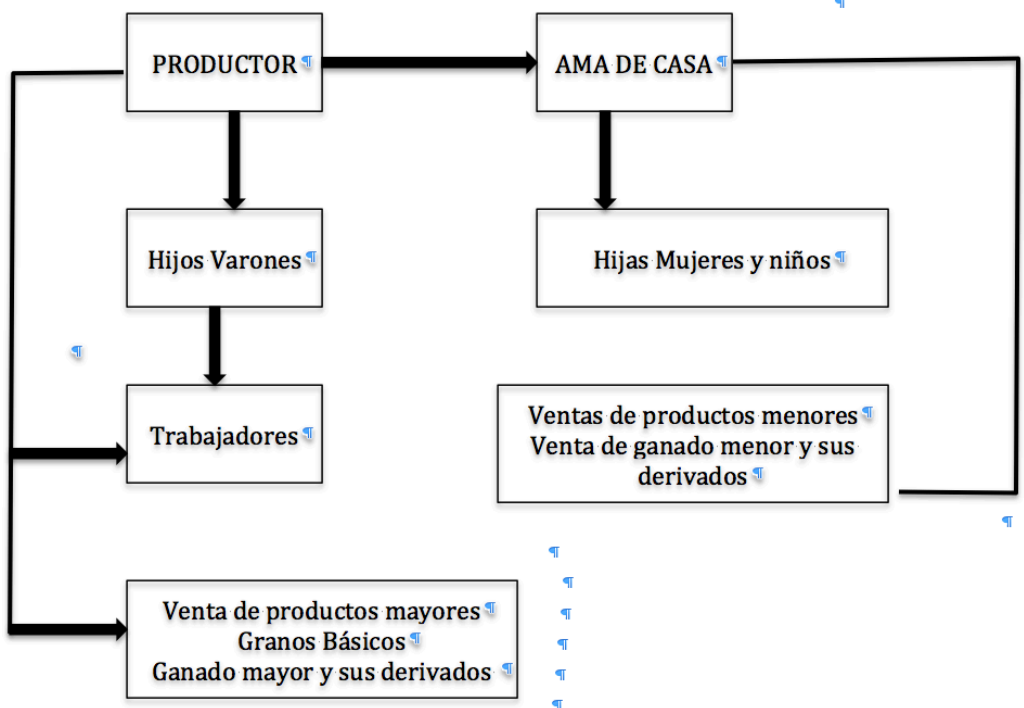 PRODUCTOR
AMA DE CASA
Hijos Varones
Hijas Mujeres y niños
Trabajadores
Ventas de productos menores
Venta de ganado menor y sus
derivados
Venta de productos mayores
Granos Básicos
Ganado mayor y sus derivados